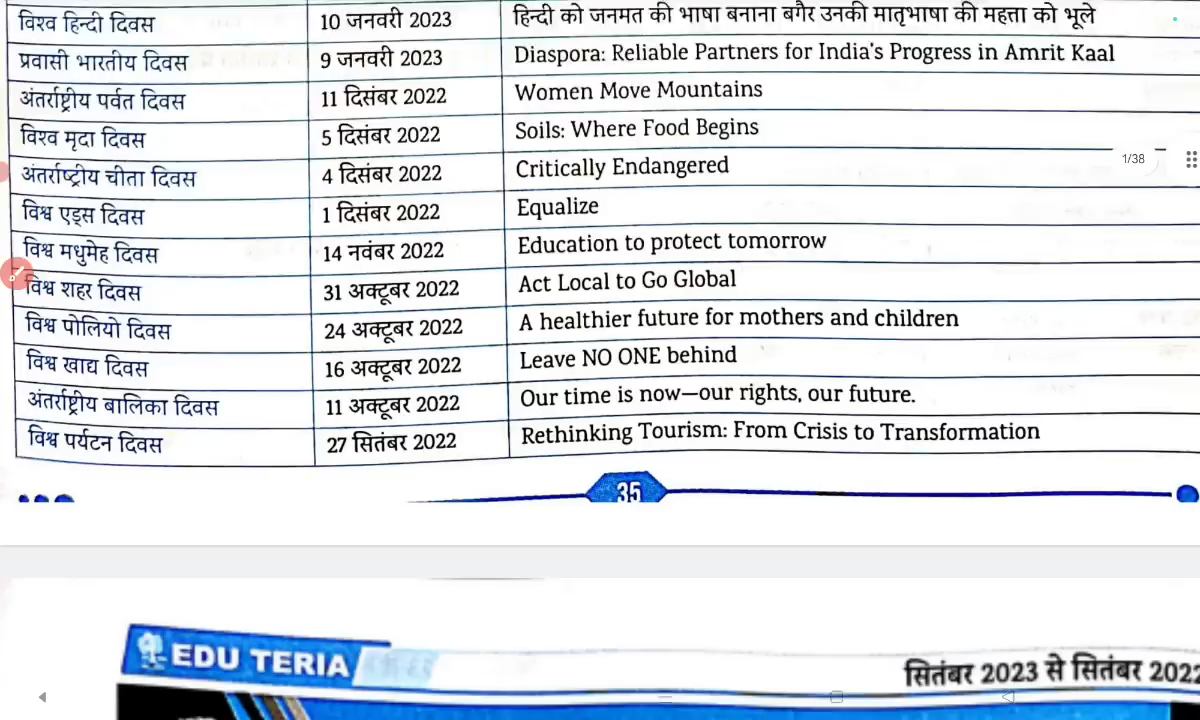 विश्व हिन्दी दिवस 10 जनवरी 2023 हिन्दी को जनमत की भाषा बनाना बगैर उनकी मातृभाषा की महत्ता को भूले
प्रवासी भारतीय दिवस 9 जनवरी 2023 Diaspora: Reliable Partners for India's Progress in Amrit Kaal
अंतर्राष्ट्रीय पर्वत दिवस 11 दिसंबर 2022 Women Move Mountains
विश्व मृदा दिवस 5 दिसंबर 2022 Soils: Where Food Begins
1/38
अंतर्राष्ट्रीय चीता दिवस 4 दिसंबर 2022 Critically Endangered
विश्व एड्स दिवस 1 दिसंबर 2022 Equalize
विश्व मधुमेह दिवस 14 नवंबर 2022 Education to protect tomorrow
विश्व शहर दिवस 31 अक्टूबर 2022 Act Local to Go Global
विश्व पोलियो दिवस 24 अक्टूबर 2022 A healthier future for mothers and children
विश्व खाद्य दिवस 16 अक्टूबर 2022 Leave NO ONE behind
अंतर्राष्ट्रीय बालिका दिवस 11 अक्टूबर 2022 Our time is now—our rights, our future.
विश्व पर्यटन दिवस 27 सितंबर 2022 Rethinking Tourism: From Crisis to Transformation
35
EDU TERIA
सितंबर 2023 से सितंबर 2022